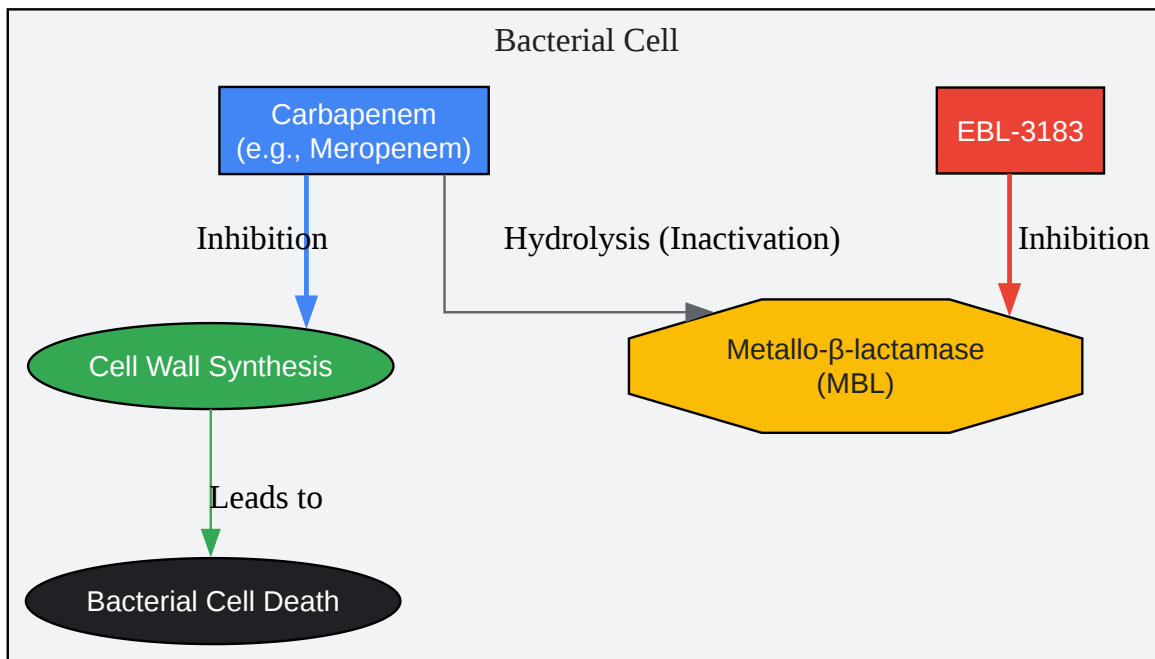 Bacterial Cell
Carbapenem
(e.g., Meropenem)
EBL-3183
Inhibition
Hydrolysis (Inactivation)
Inhibition
Cell Wall Synthesis
Metallo-β-lactamase
(MBL)
Leads to
Bacterial Cell Death